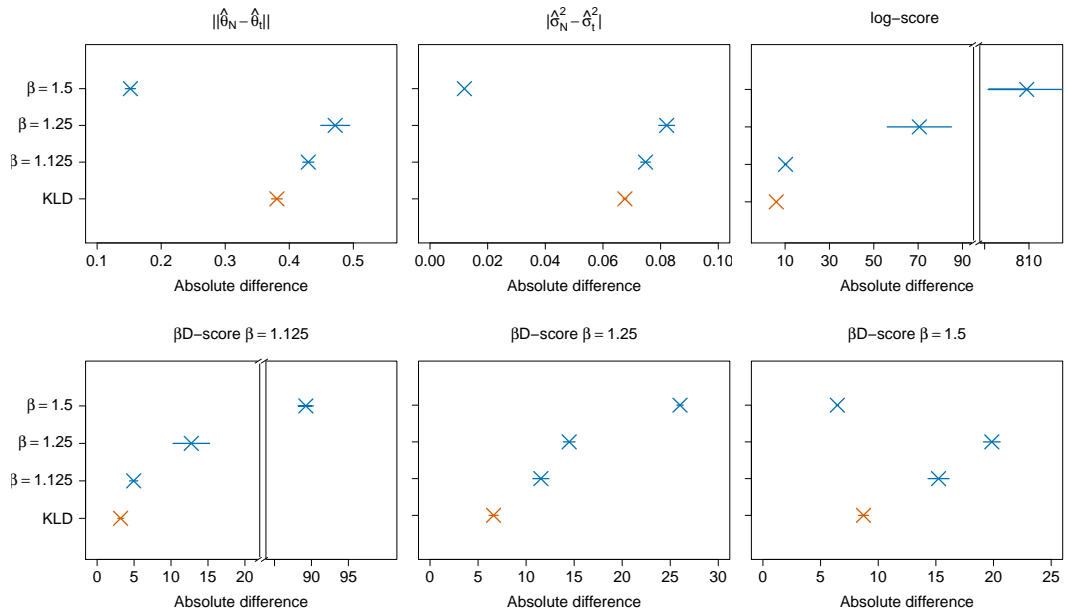 ||θ̂_N − θ̂_t||
|σ̂²_N − σ̂²_t|
log−score
β = 1.5
β = 1.25
β = 1.125
KLD
0.1 0.2 0.3 0.4 0.5
0.00 0.02 0.04 0.06 0.08 0.10
10 30 50 70 90 810
Absolute difference
Absolute difference
Absolute difference
βD−score β = 1.125
βD−score β = 1.25
βD−score β = 1.5
β = 1.5
β = 1.25
β = 1.125
KLD
0 5 10 15 20 90 95
0 5 10 15 20 25 30
0 5 10 15 20 25
Absolute difference
Absolute difference
Absolute difference